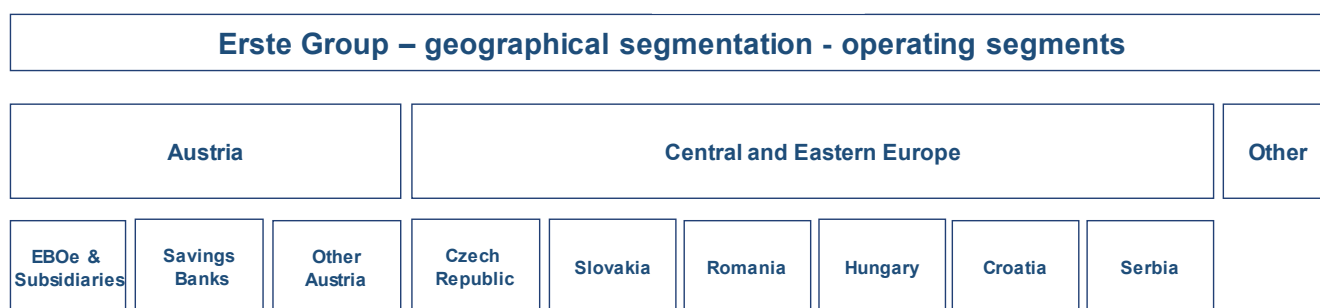 Erste Group – geographical segmentation - operating segments
Austria
Central and Eastern Europe
Other
EBOe &
Subsidiaries
Savings
Banks
Other
Austria
Czech
Republic
Slovakia
Romania
Hungary
Croatia
Serbia